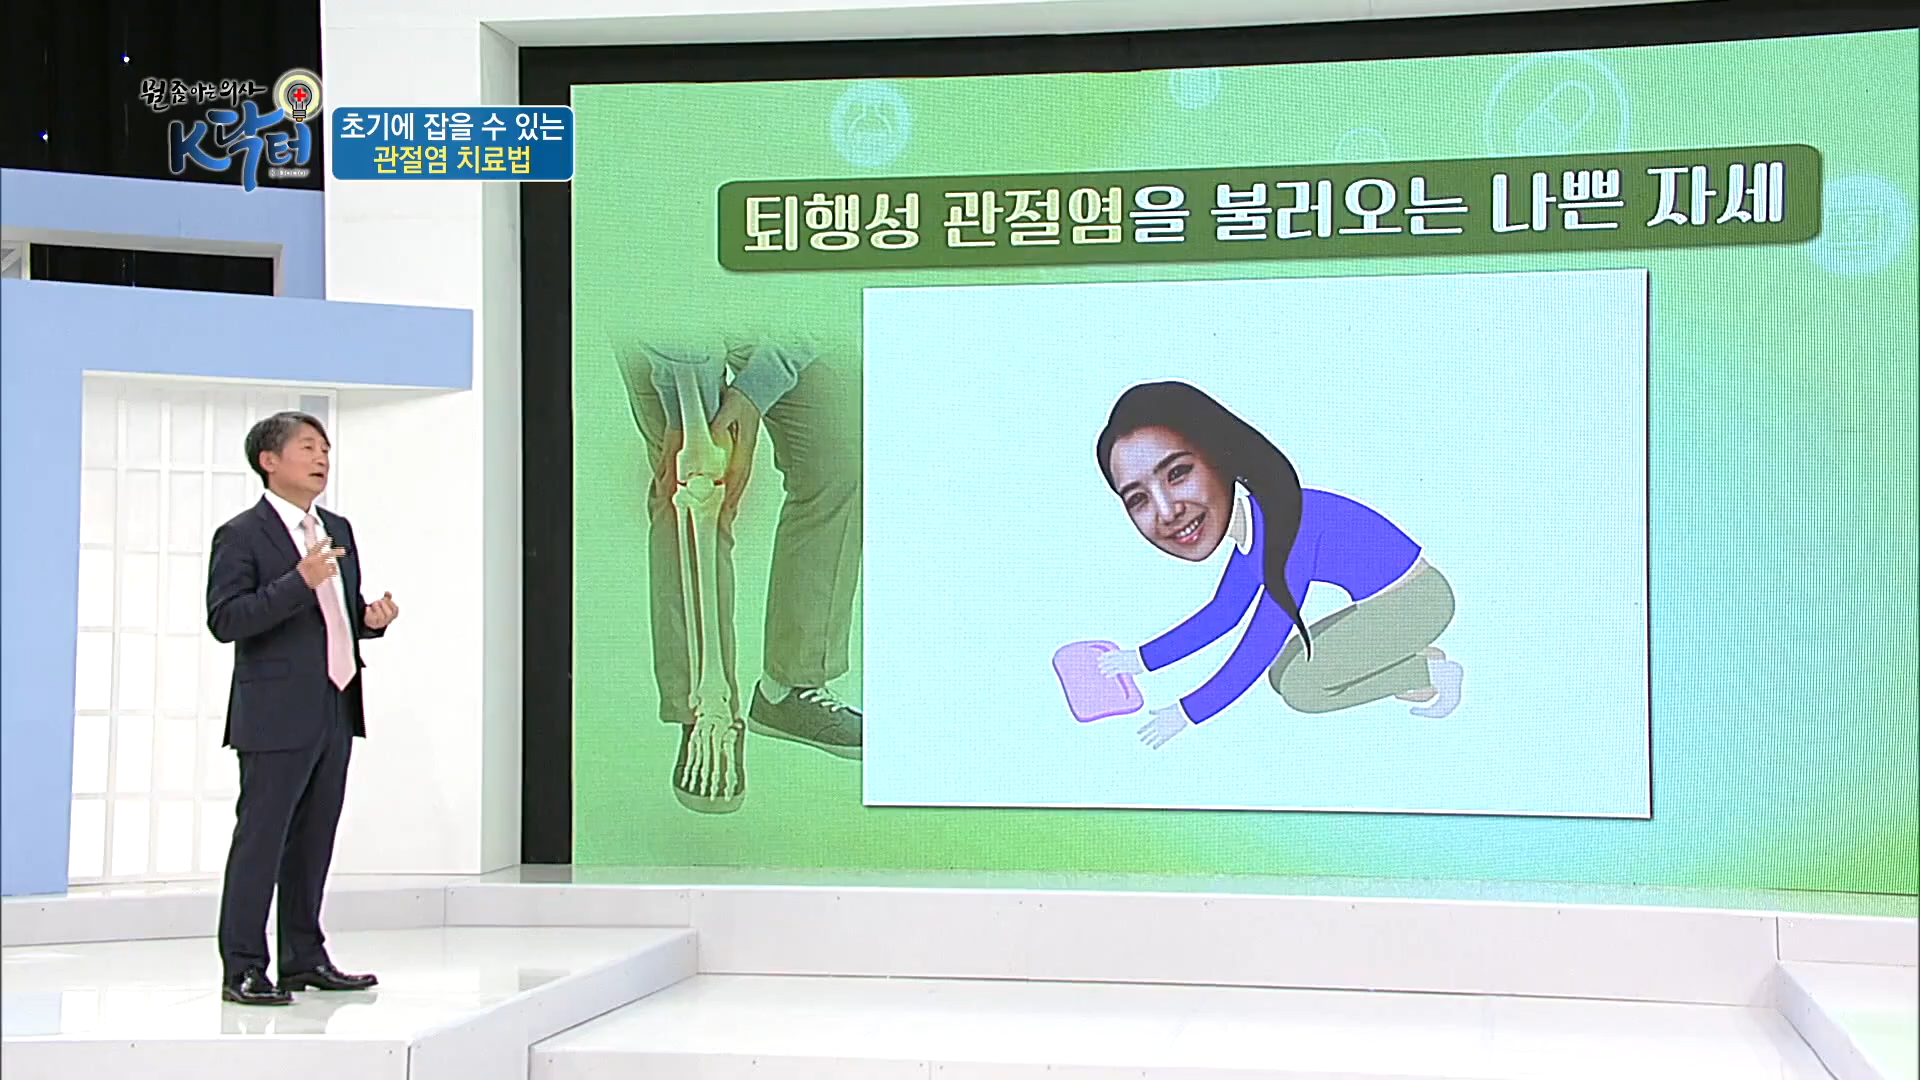 뭘 좀 아는 의사
K닥터
K-Doctor
초기에 잡을 수 있는
관절염 치료법
퇴행성 관절염을 불러오는 나쁜 자세